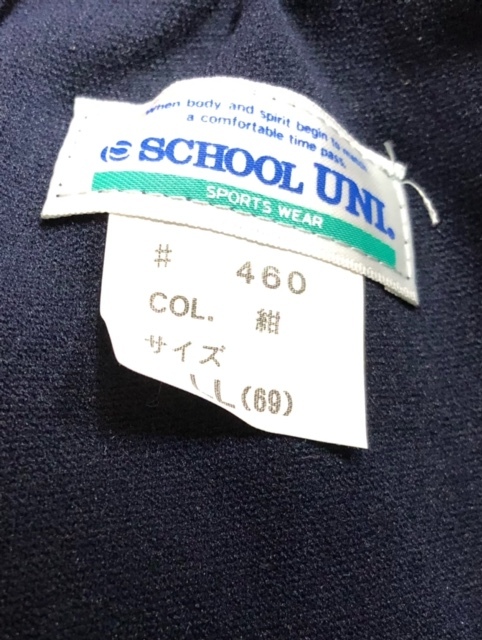 when body and spirit begin to match
a comfortable time pass
SCHOOL UNI.
SPORTS WEAR
# 460
COL. 紺
サイズ
LL(69)